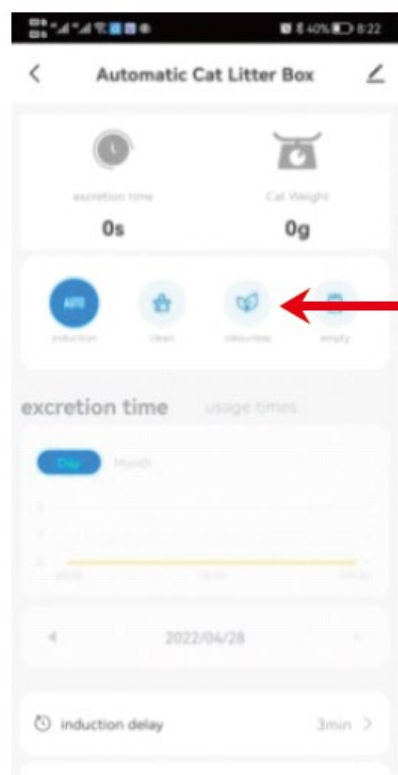 40% 8:22
Automatic Cat Litter Box
excretion time Cat Weight
0s 0g
AUTO
induction clean odourless empty
excretion time usage times
Day Month
2022/04/28
induction delay 3min